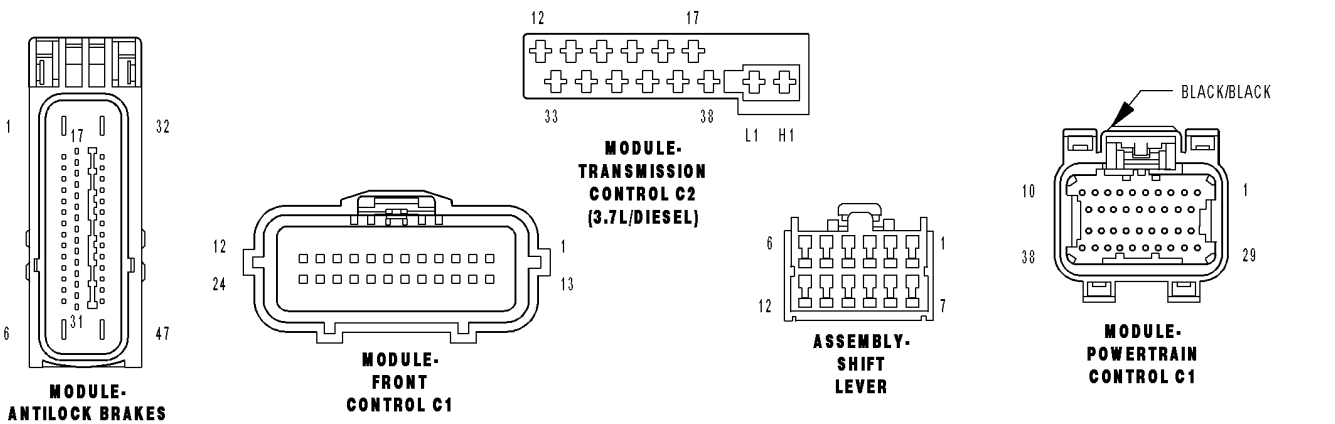 1
32
17
31
6
47
MODULE-
ANTILOCK BRAKES
12
1
24
13
MODULE-
FRONT
CONTROL C1
12
17
33
38
L1
H1
MODULE-
TRANSMISSION
CONTROL C2
(3.7L/DIESEL)
6
1
12
7
ASSEMBLY-
SHIFT
LEVER
BLACK/BLACK
10
1
38
29
MODULE-
POWERTRAIN
CONTROL C1